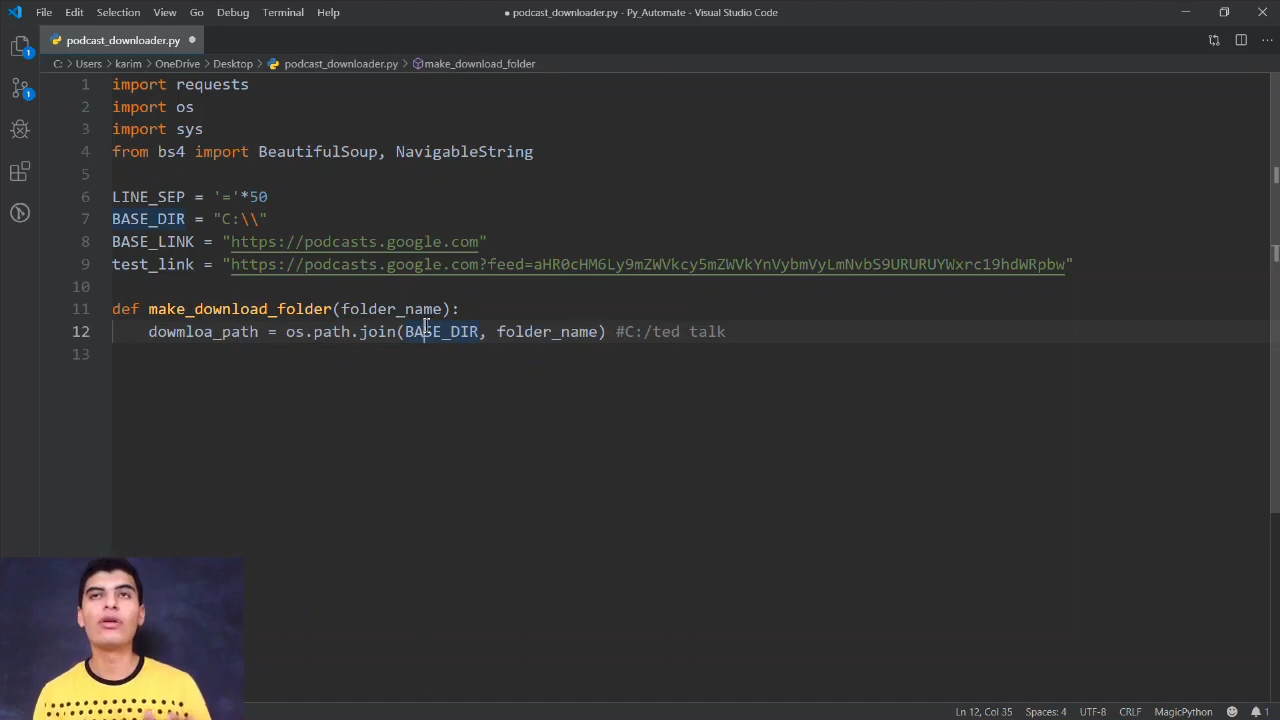 File Edit Selection View Go Debug Terminal Help
● podcast_downloader.py - Py_Automate - Visual Studio Code
podcast_downloader.py ●
C: › Users › karim › OneDrive › Desktop › podcast_downloader.py › make_download_folder
1 import requests
2 import os
3 import sys
4 from bs4 import BeautifulSoup, NavigableString
5
6 LINE_SEP = '='*50
7 BASE_DIR = "C:\\"
8 BASE_LINK = "https://podcasts.google.com"
9 test_link = "https://podcasts.google.com?feed=aHR0cHM6Ly9mZWVkcy5mZWVkYnVybmVyLmNvbS9URURUYWxrc19hdWRpbw"
10
11 def make_download_folder(folder_name):
12 dowmloa_path = os.path.join(BASE_DIR, folder_name) #C:/ted talk
13
1
1
Ln 12, Col 35 Spaces: 4 UTF-8 CRLF MagicPython 1